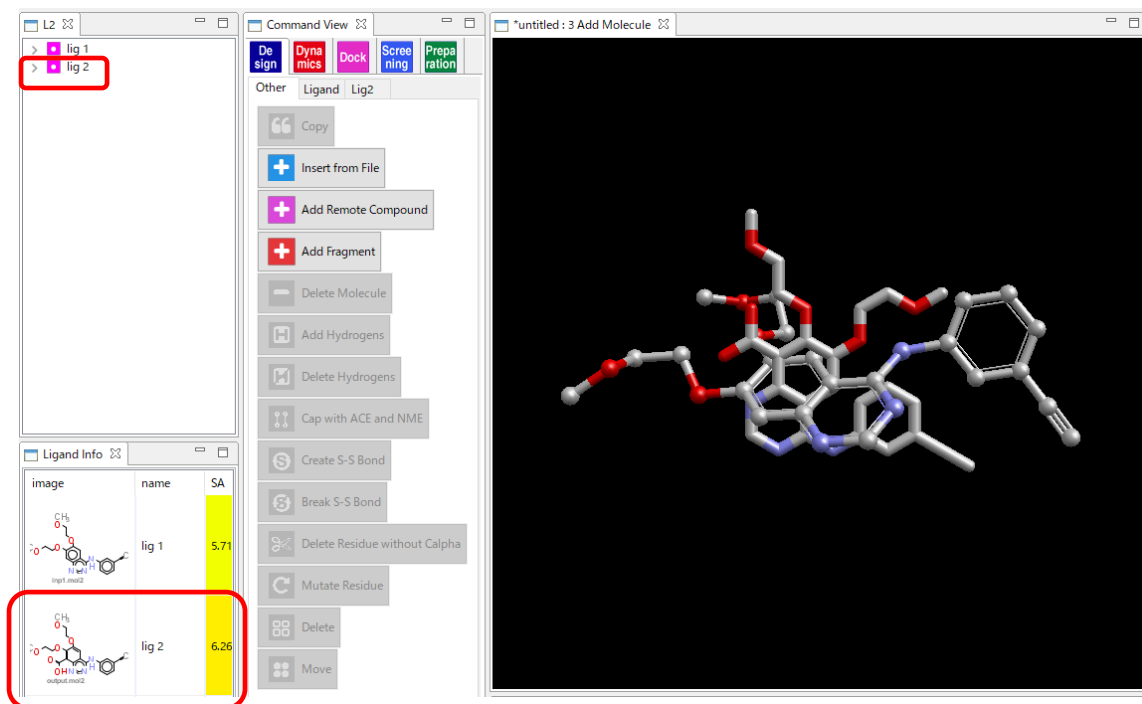 L2
lig 1
lig 2
Command View
De
sign
Dyna
mics
Dock
Scree
ning
Prepa
ration
Other
Ligand
Lig2
Copy
Insert from File
Add Remote Compound
Add Fragment
Delete Molecule
Add Hydrogens
Delete Hydrogens
Cap with ACE and NME
Create S-S Bond
Break S-S Bond
Delete Residue without Calpha
Mutate Residue
Delete
Move
*untitled : 3 Add Molecule
Ligand Info
image name SA
CH3
inp1.mol2
lig 1 5.71
CH3
output.mol2
lig 2 6.26